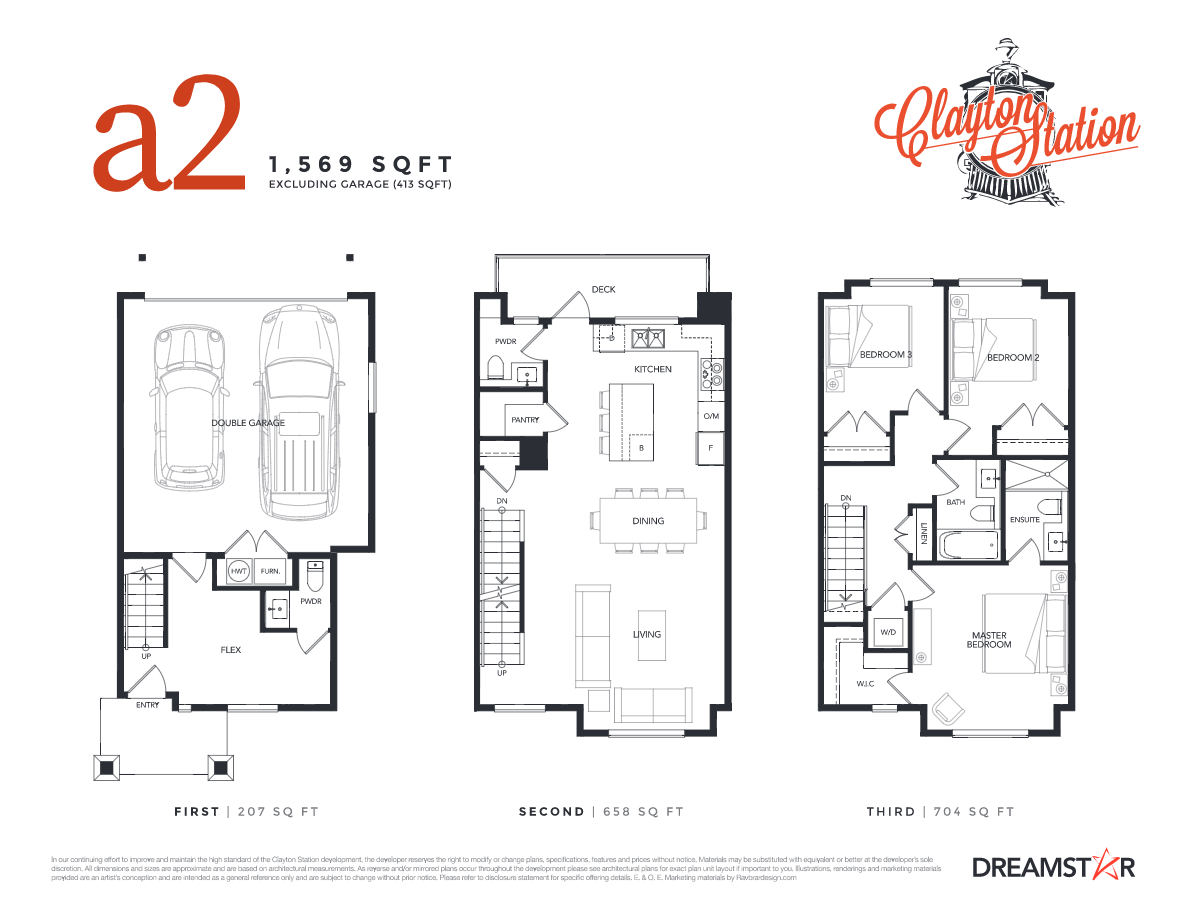 a2
1,569 SQFT
EXCLUDING GARAGE (413 SQFT)
Clayton
Station
DECK
PWDR
KITCHEN
BEDROOM 3
BEDROOM 2
DOUBLE GARAGE
PANTRY
O/M
B
F
DN
DN
BATH
ENSUITE
LINEN
DINING
HWT
FURN.
PWDR
W/D
LIVING
MASTER
BEDROOM
FLEX
UP
UP
W.I.C
ENTRY
FIRST | 207 SQ FT
SECOND | 658 SQ FT
THIRD | 704 SQ FT
In our continuing effort to improve and maintain the high standard of the Clayton Station development, the developer reserves the right to modify or change plans, specifications, features and prices without notice. Materials may be substituted with equivalent or better at the developer's sole
discretion. All dimensions and sizes are approximate and are based on architectural measurements. As reverse and/or mirrored plans occur throughout the development please see architectural plans for exact plan unit layout if important to you. Illustrations, renderings and marketing materials
provided are an artist's conception and are intended as a general reference only and are subject to change without prior notice. Please refer to disclosure statement for specific offering details. E. & O. E. Marketing materials by Ravbrardesign.com
DREAMSTAR